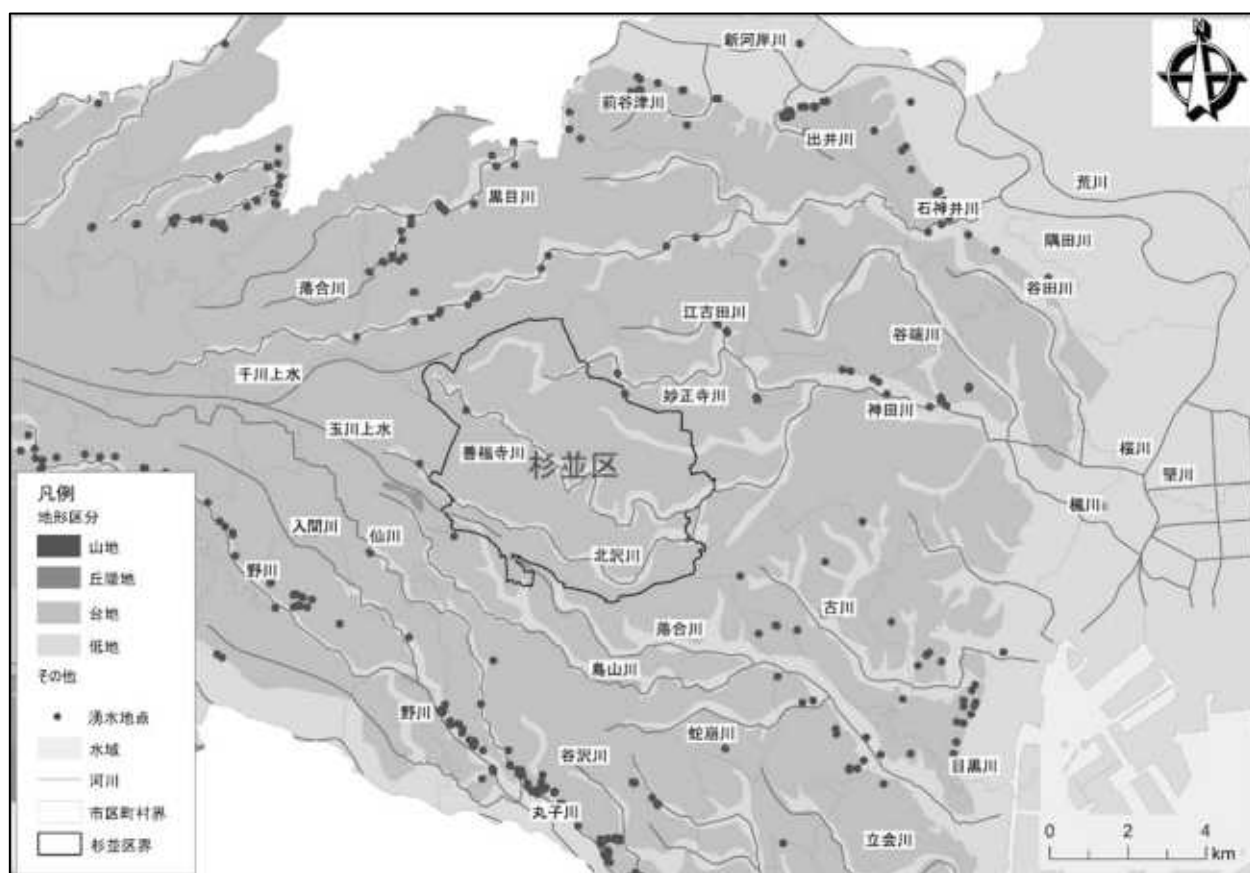 N
新河岸川
前谷津川
出井川
黒目川
荒川
石神井川
隅田川
落合川
谷田川
江古田川
谷端川
千川上水
妙正寺川
神田川
玉川上水
善福寺川
杉並区
桜川
堅川
楓川
入間川
仙川
北沢川
野川
古川
落合川
烏山川
野川
蛇崩川
谷沢川
目黒川
丸子川
立会川
凡例
地形区分
山地
丘陵地
台地
低地
その他
湧水地点
水域
河川
市区町村界
杉並区界
0 2 4
km